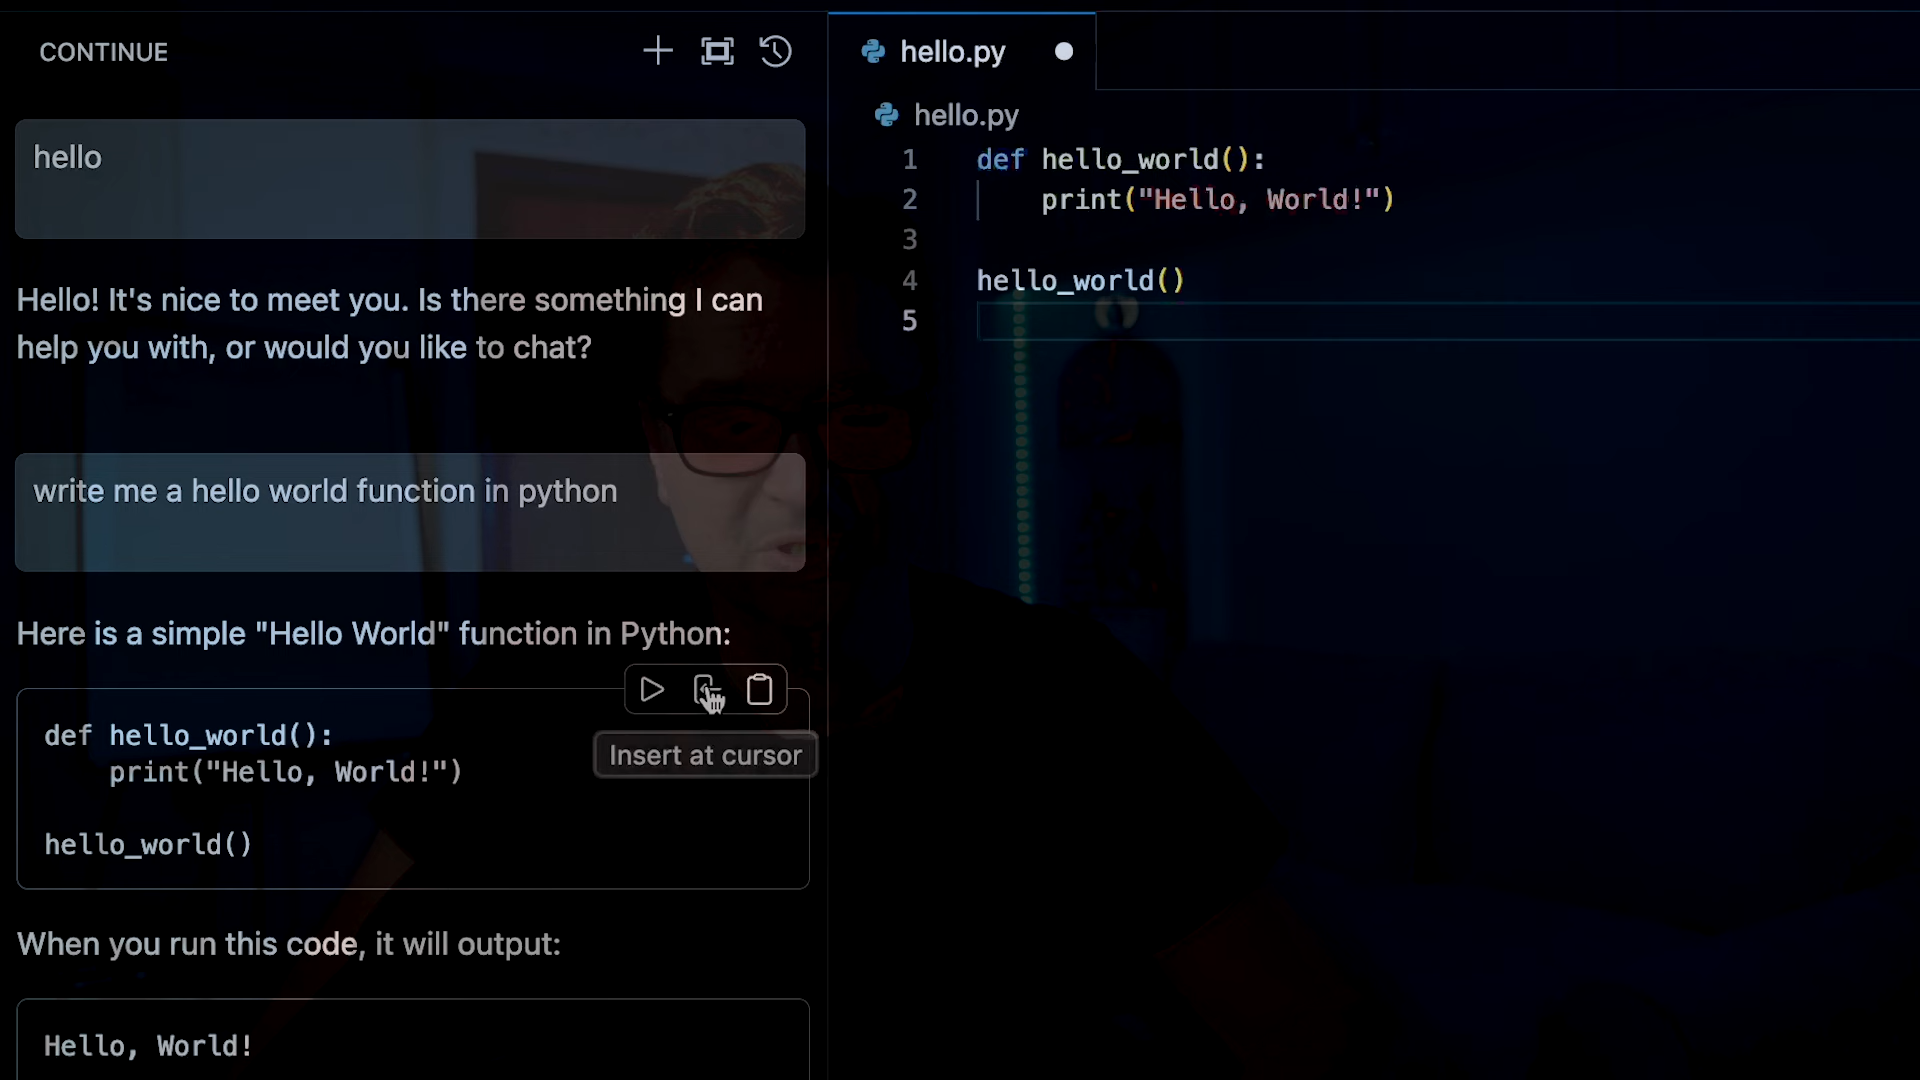 CONTINUE
hello
Hello! It's nice to meet you. Is there something I can
help you with, or would you like to chat?
write me a hello world function in python
Here is a simple "Hello World" function in Python:
def hello_world():
    print("Hello, World!")
hello_world()
Insert at cursor
When you run this code, it will output:
Hello, World!
hello.py
hello.py
1 def hello_world():
2     print("Hello, World!")
3
4 hello_world()
5